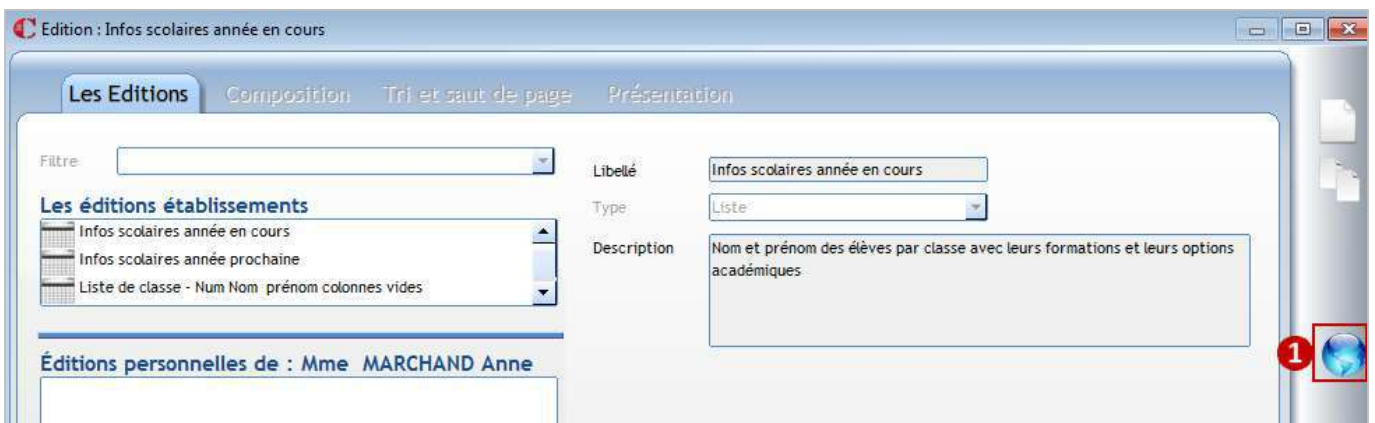 Edition : Infos scolaires année en cours
Les Editions Composition Tri et saut de page Présentation
Filtre
Les éditions établissements
Infos scolaires année en cours
Infos scolaires année prochaine
Liste de classe - Num Nom prénom colonnes vides
Éditions personnelles de : Mme MARCHAND Anne
Libellé Infos scolaires année en cours
Type Liste
Description Nom et prénom des élèves par classe avec leurs formations et leurs options
académiques
1